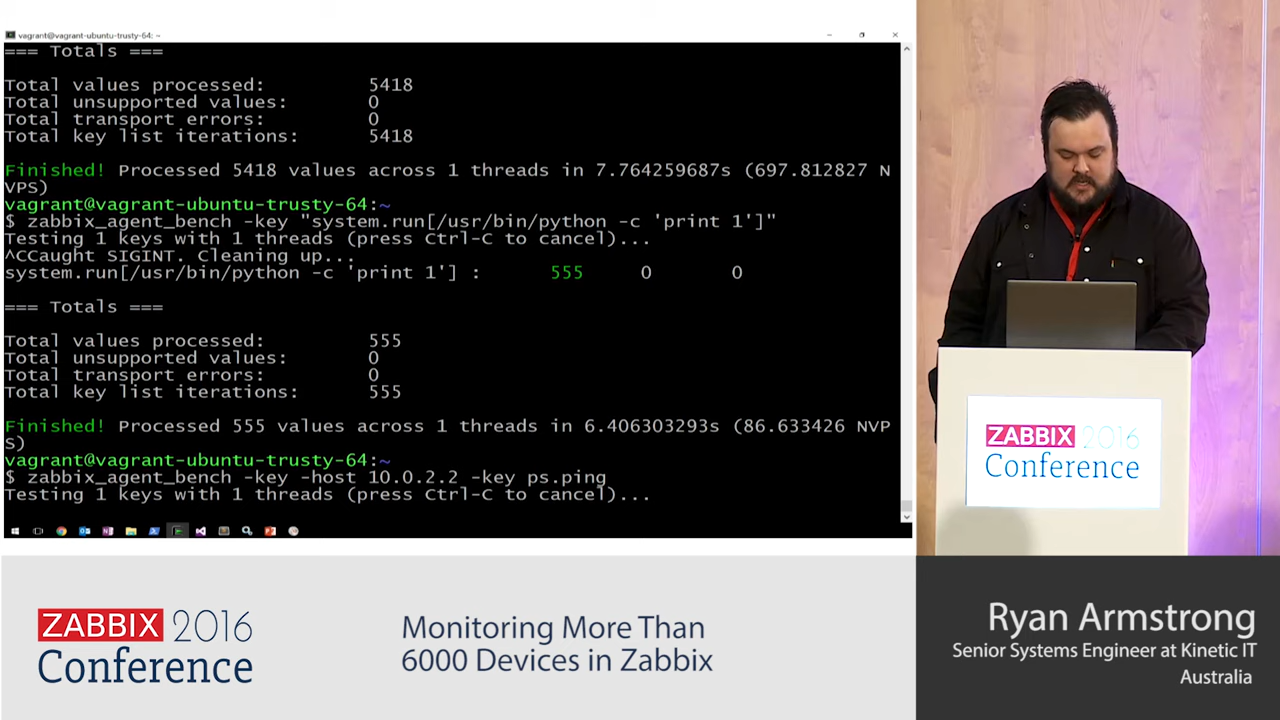 vagrant@vagrant-ubuntu-trusty-64: ~
=== Totals ===
Total values processed: 5418
Total unsupported values: 0
Total transport errors: 0
Total key list iterations: 5418
Finished! Processed 5418 values across 1 threads in 7.764259687s (697.812827 N
VPS)
vagrant@vagrant-ubuntu-trusty-64:~
$ zabbix_agent_bench -key "system.run[/usr/bin/python -c 'print 1']"
Testing 1 keys with 1 threads (press Ctrl-C to cancel)...
^CCaught SIGINT. Cleaning up...
system.run[/usr/bin/python -c 'print 1'] : 555 0 0
=== Totals ===
Total values processed: 555
Total unsupported values: 0
Total transport errors: 0
Total key list iterations: 555
Finished! Processed 555 values across 1 threads in 6.406303293s (86.633426 NVP
S)
vagrant@vagrant-ubuntu-trusty-64:~
$ zabbix_agent_bench -key -host 10.0.2.2 -key ps.ping
Testing 1 keys with 1 threads (press Ctrl-C to cancel)...
ZABBIX 2016
Conference
ZABBIX 2016
Conference
Monitoring More Than
6000 Devices in Zabbix
Ryan Armstrong
Senior Systems Engineer at Kinetic IT
Australia